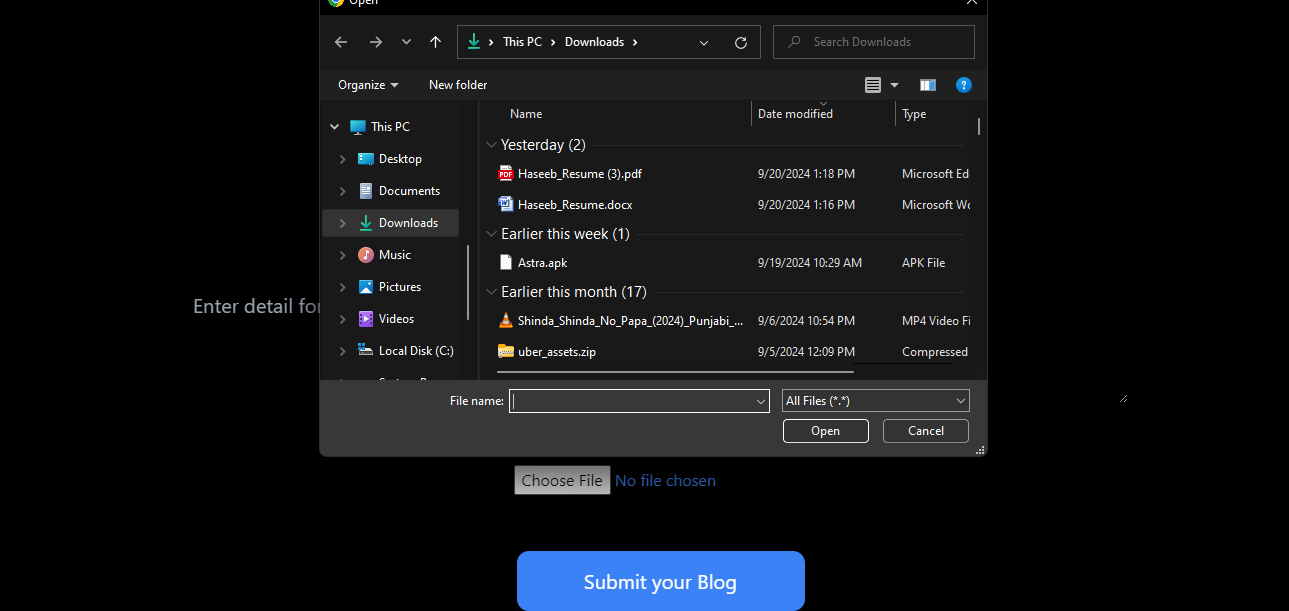 Open
This PC
Downloads
Search Downloads
Organize
New folder
Name
Date modified
Type
This PC
Desktop
Documents
Downloads
Music
Pictures
Videos
Local Disk (C:)
Yesterday (2)
Haseeb_Resume (3).pdf 9/20/2024 1:18 PM Microsoft Ed
Haseeb_Resume.docx 9/20/2024 1:16 PM Microsoft Wo
Earlier this week (1)
Astra.apk 9/19/2024 10:29 AM APK File
Earlier this month (17)
Shinda_Shinda_No_Papa_(2024)_Punjabi_... 9/6/2024 10:54 PM MP4 Video Fi
uber_assets.zip 9/5/2024 12:09 PM Compressed
Enter detail for
File name:
All Files (*.*)
Open
Cancel
Choose File No file chosen
Submit your Blog